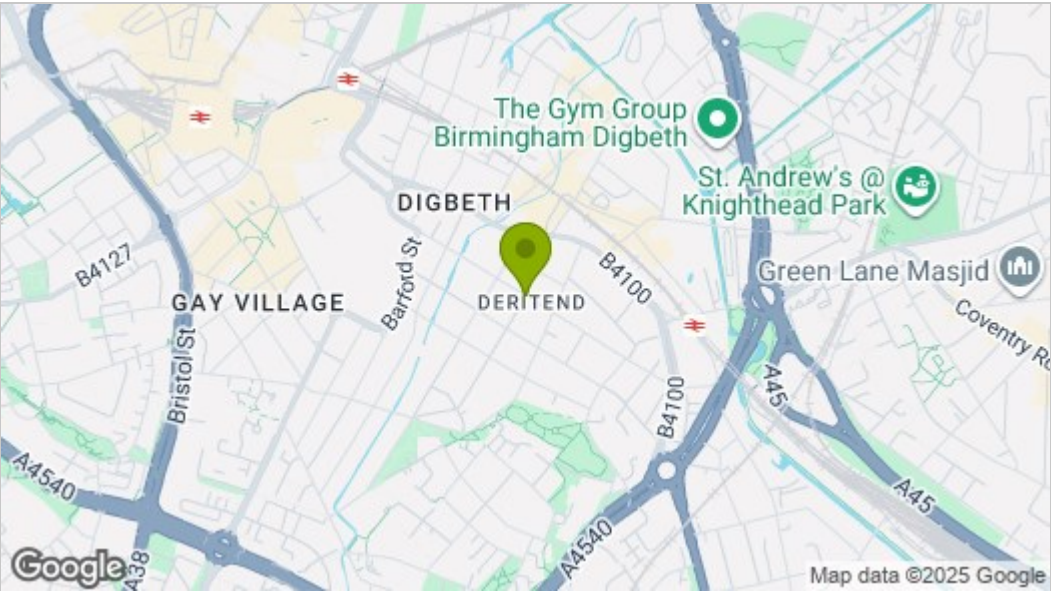 The Gym Group
Birmingham Digbeth
St. Andrew's @
Knighthead Park
DIGBETH
B4127
Barford St
B4100
Green Lane Masjid
GAY VILLAGE
DERITEND
Coventry
Bristol St
A45
B4100
A4540
A45
A4540
A38
Google
Map data ©2025 Google